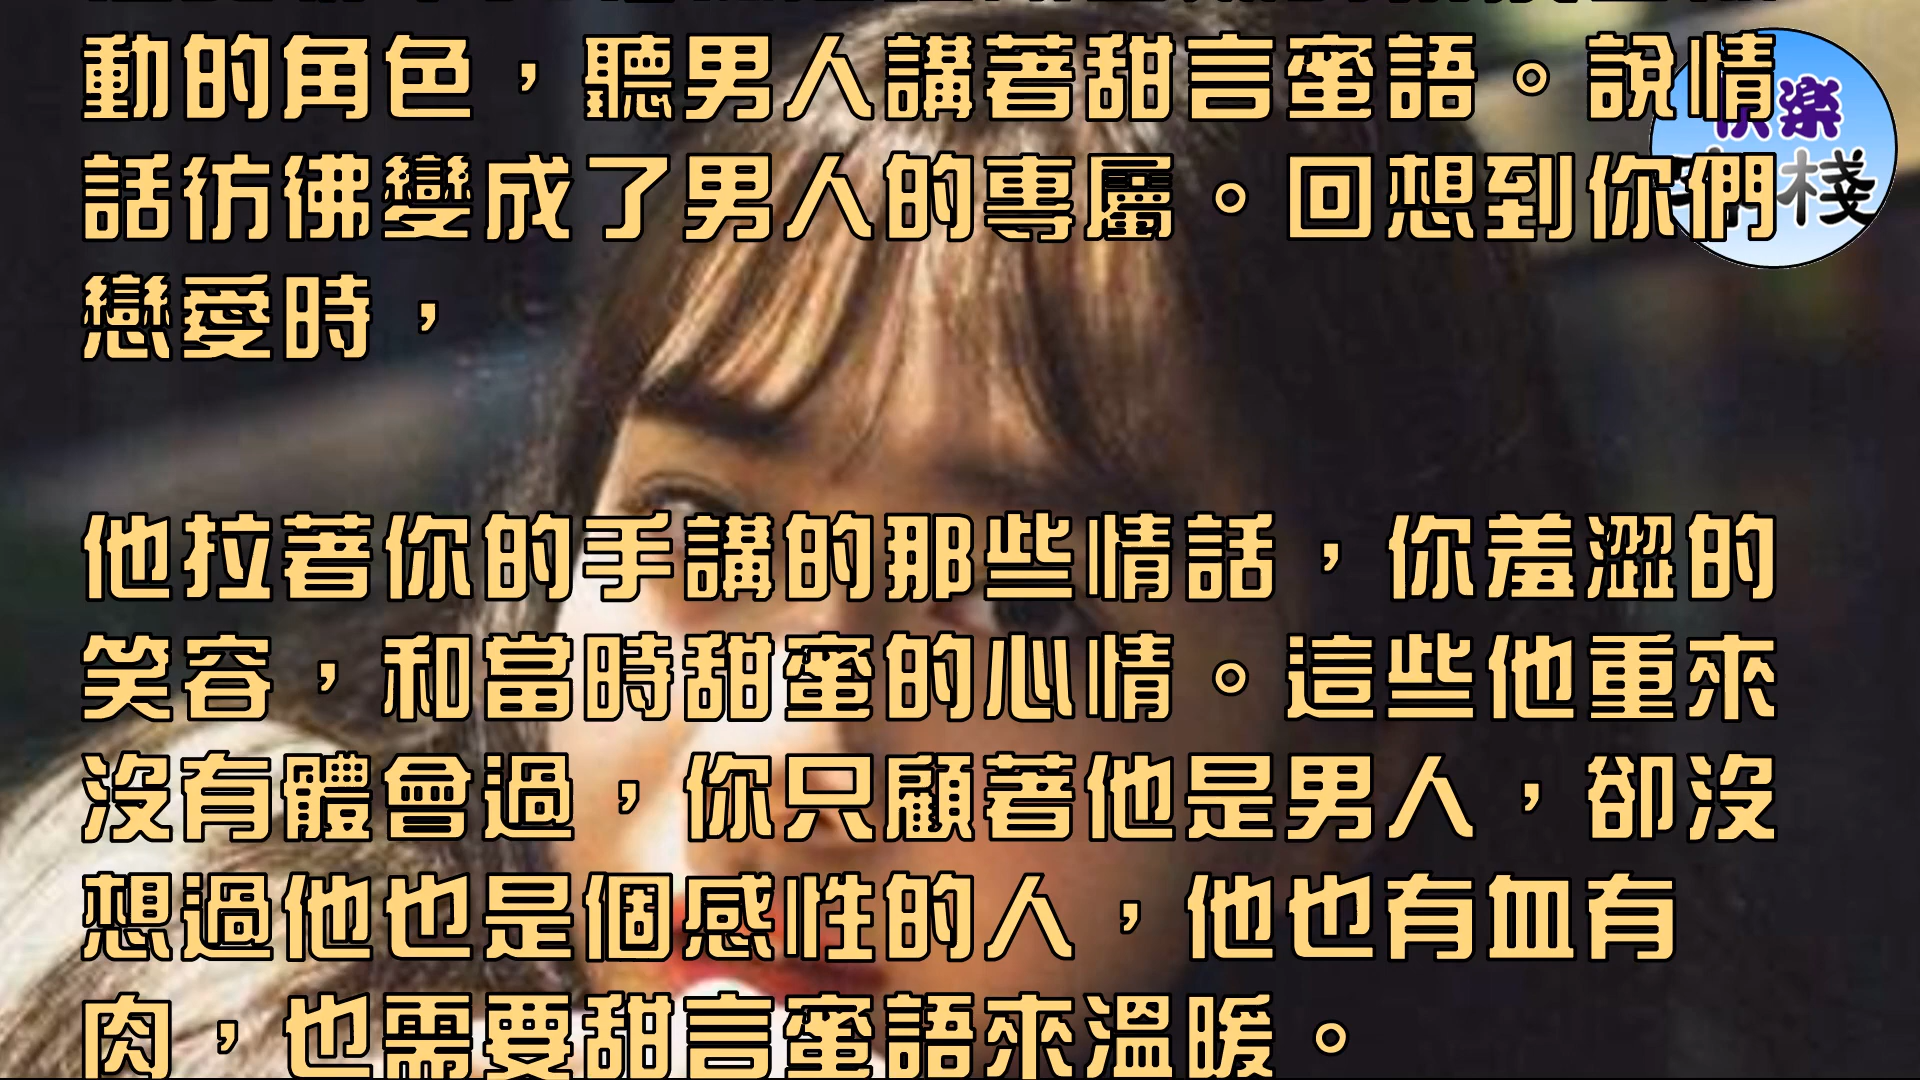 動的角色，聽男人講著甜言蜜語。說情
話彷彿變成了男人的專屬。回想到你們
戀愛時，
他拉著你的手講的那些情話，你羞澀的
笑容，和當時甜蜜的心情。這些他重來
沒有體會過，你只顧著他是男人，卻沒
想過他也是個感性的人，他也有血有
肉，也需要甜言蜜語來溫暖。
楽
栈